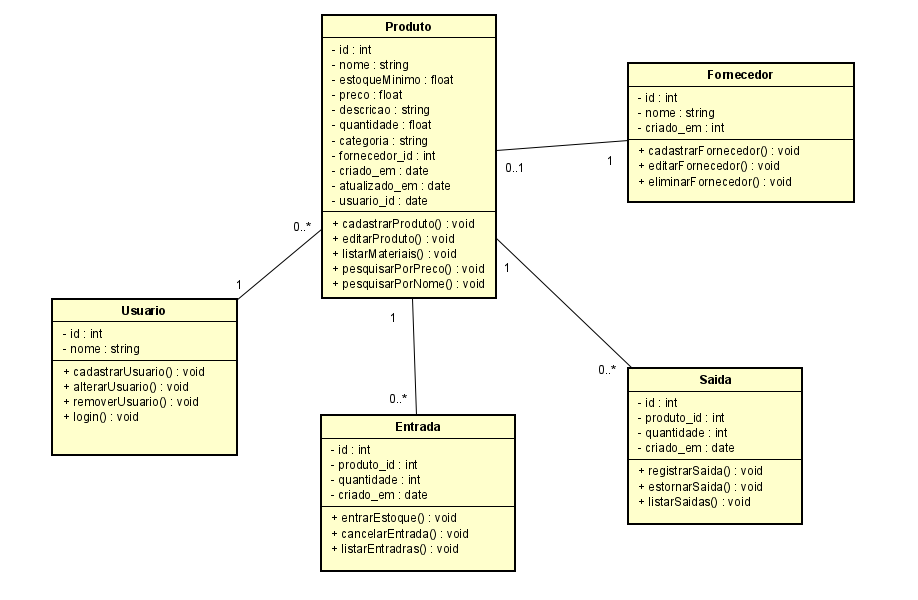 Produto
- id : int
- nome : string
- estoqueMinimo : float
- preco : float
- descricao : string
- quantidade : float
- categoria : string
- fornecedor_id : int
- criado_em : date
- atualizado_em : date
- usuario_id : date
+ cadastrarProduto() : void
+ editarProduto() : void
+ listarMateriais() : void
+ pesquisarPorPreco() : void
+ pesquisarPorNome() : void
Fornecedor
- id : int
- nome : string
- criado_em : int
+ cadastrarFornecedor() : void
+ editarFornecedor() : void
+ eliminarFornecedor() : void
0..1
1
0..*
1
1
0..*
1
0..*
Usuario
- id : int
- nome : string
+ cadastrarUsuario() : void
+ alterarUsuario() : void
+ removerUsuario() : void
+ login() : void
Entrada
- id : int
- produto_id : int
- quantidade : int
- criado_em : date
+ entrarEstoque() : void
+ cancelarEntrada() : void
+ listarEntradras() : void
Saida
- id : int
- produto_id : int
- quantidade : int
- criado_em : date
+ registrarSaida() : void
+ estornarSaida() : void
+ listarSaidas() : void